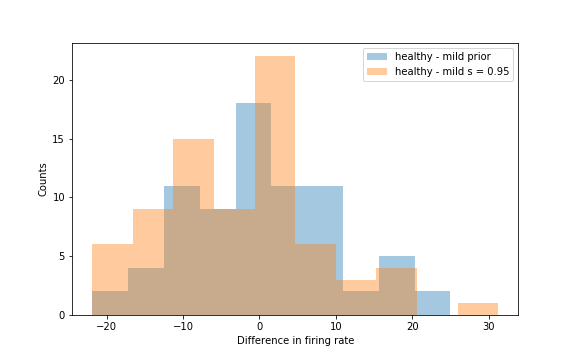 healthy - mild prior
healthy - mild s = 0.95
20
15
10
5
0
Counts
−20
−10
0
10
20
30
Difference in firing rate